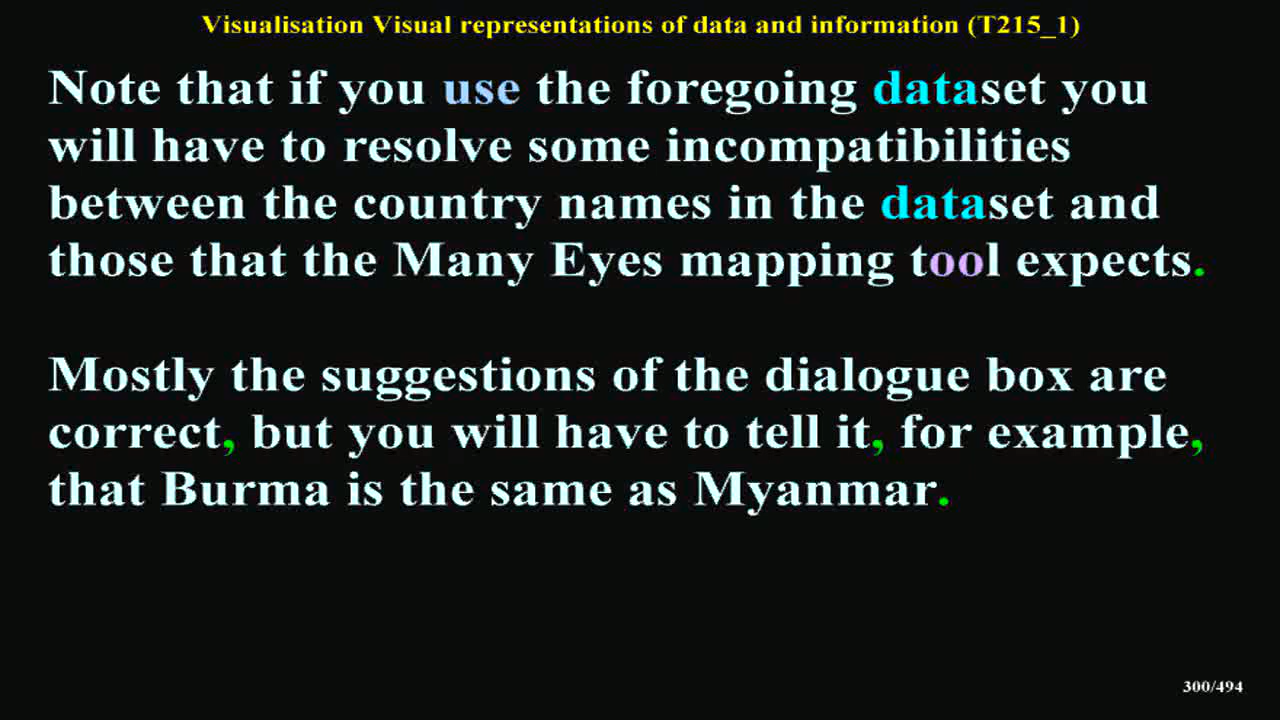 Visualisation Visual representations of data and information (T215_1)
Note that if you use the foregoing dataset you
will have to resolve some incompatibilities
between the country names in the dataset and
those that the Many Eyes mapping tool expects.
Mostly the suggestions of the dialogue box are
correct, but you will have to tell it, for example,
that Burma is the same as Myanmar.
300/494